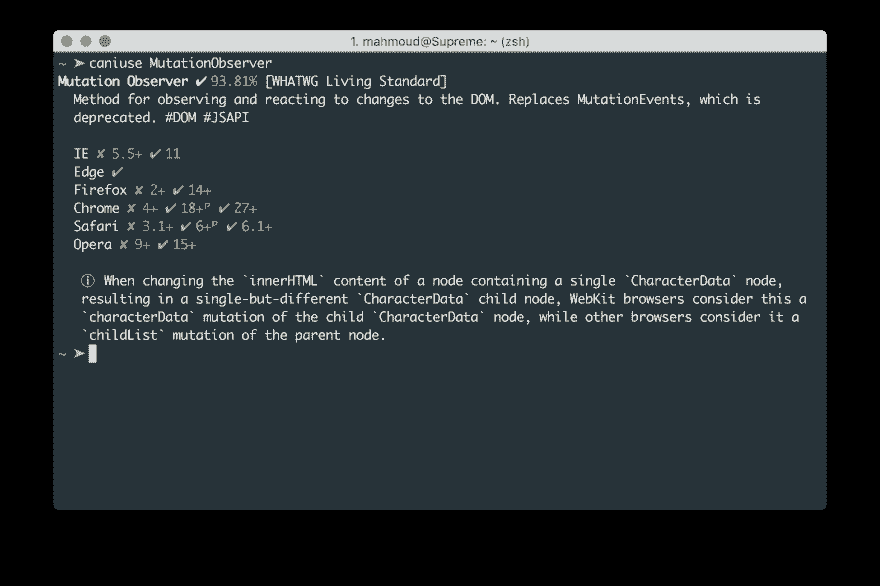 1. mahmoud@Supreme: ~ (zsh)
~ ➤ caniuse MutationObserver
Mutation Observer ✔ 93.81% [WHATWG Living Standard]
Method for observing and reacting to changes to the DOM. Replaces MutationEvents, which is
deprecated. #DOM #JSAPI
IE ✘ 5.5+ ✔ 11
Edge ✔
Firefox ✘ 2+ ✔ 14+
Chrome ✘ 4+ ✔ 18+ᴾ ✔ 27+
Safari ✘ 3.1+ ✔ 6+ᴾ ✔ 6.1+
Opera ✘ 9+ ✔ 15+
ⓘ When changing the `innerHTML` content of a node containing a single `CharacterData` node,
resulting in a single-but-different `CharacterData` child node, WebKit browsers consider this a
`characterData` mutation of the child `CharacterData` node, while other browsers consider it a
`childList` mutation of the parent node.
~ ➤